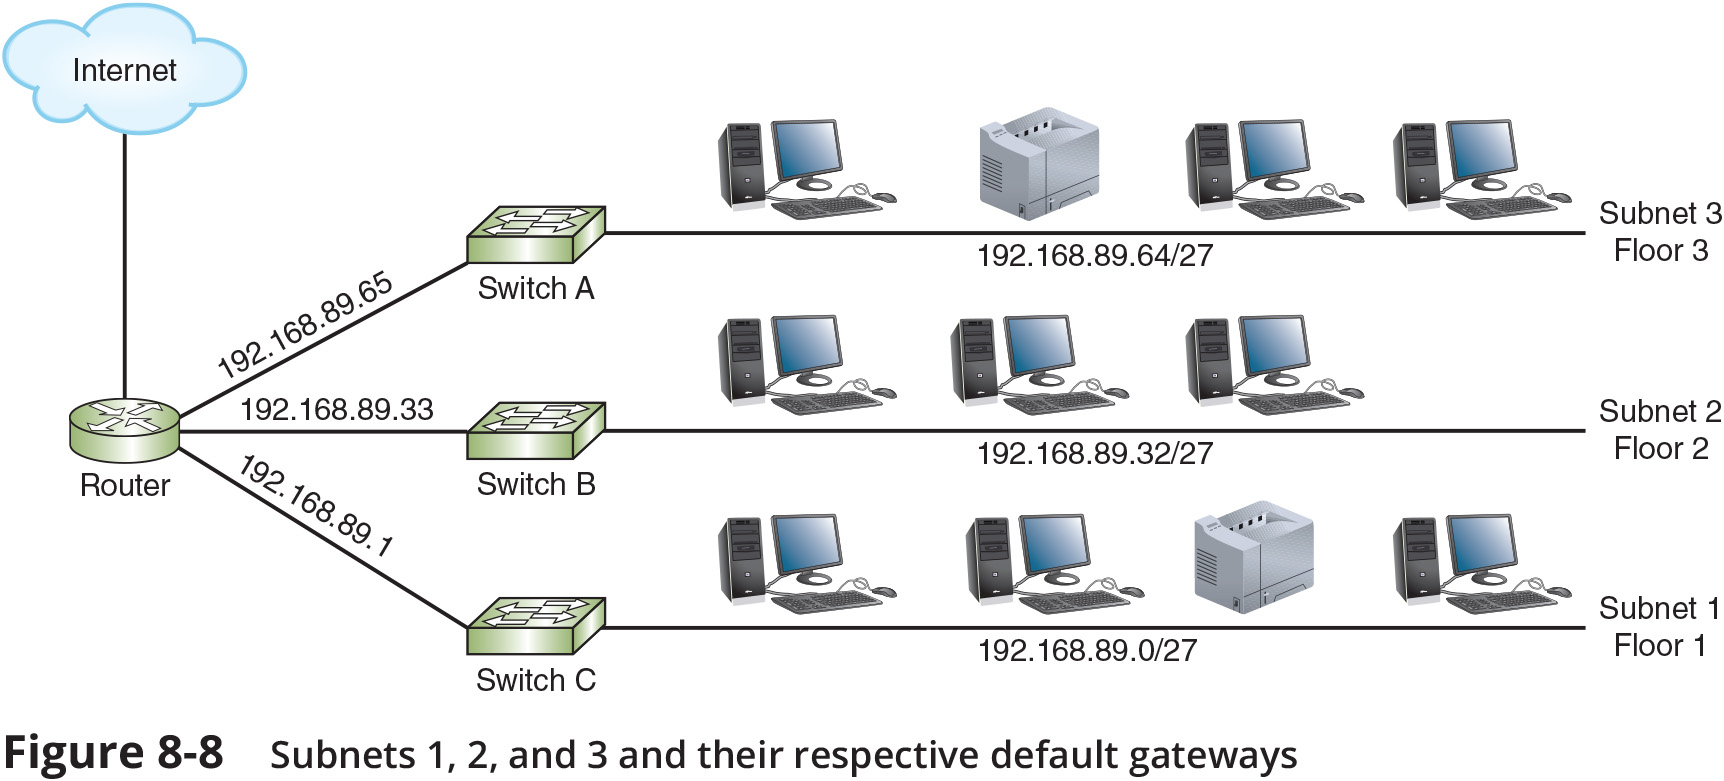 Internet
Subnet 3
Floor 3
192.168.89.64/27
Switch A
192.168.89.65
192.168.89.33
Subnet 2
Floor 2
192.168.89.32/27
Switch B
Router
192.168.89.1
Subnet 1
Floor 1
192.168.89.0/27
Switch C
Figure 8-8 Subnets 1, 2, and 3 and their respective default gateways